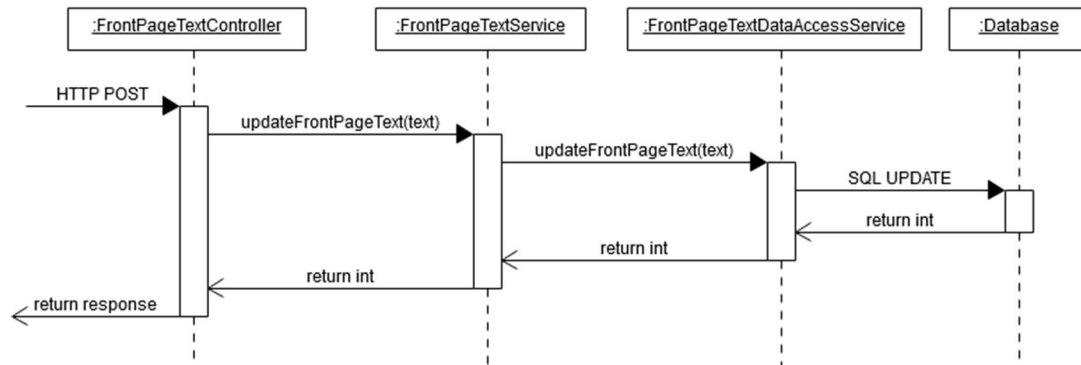 :FrontPageTextController
:FrontPageTextService
:FrontPageTextDataAccessService
:Database
HTTP POST
updateFrontPageText(text)
updateFrontPageText(text)
SQL UPDATE
return int
return int
return int
return response